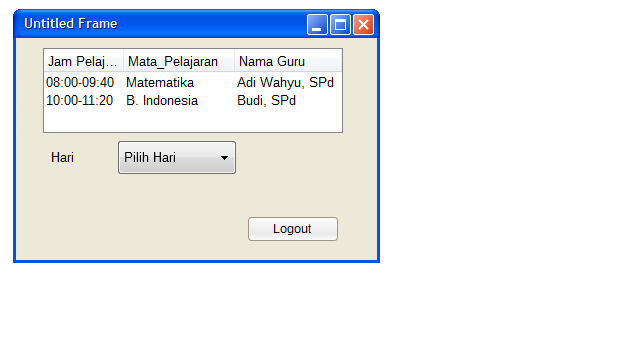 Untitled Frame
Jam Pelaj... Mata_Pelajaran Nama Guru
08:00-09:40 Matematika Adi Wahyu, SPd
10:00-11:20 B. Indonesia Budi, SPd
Hari Pilih Hari
Logout